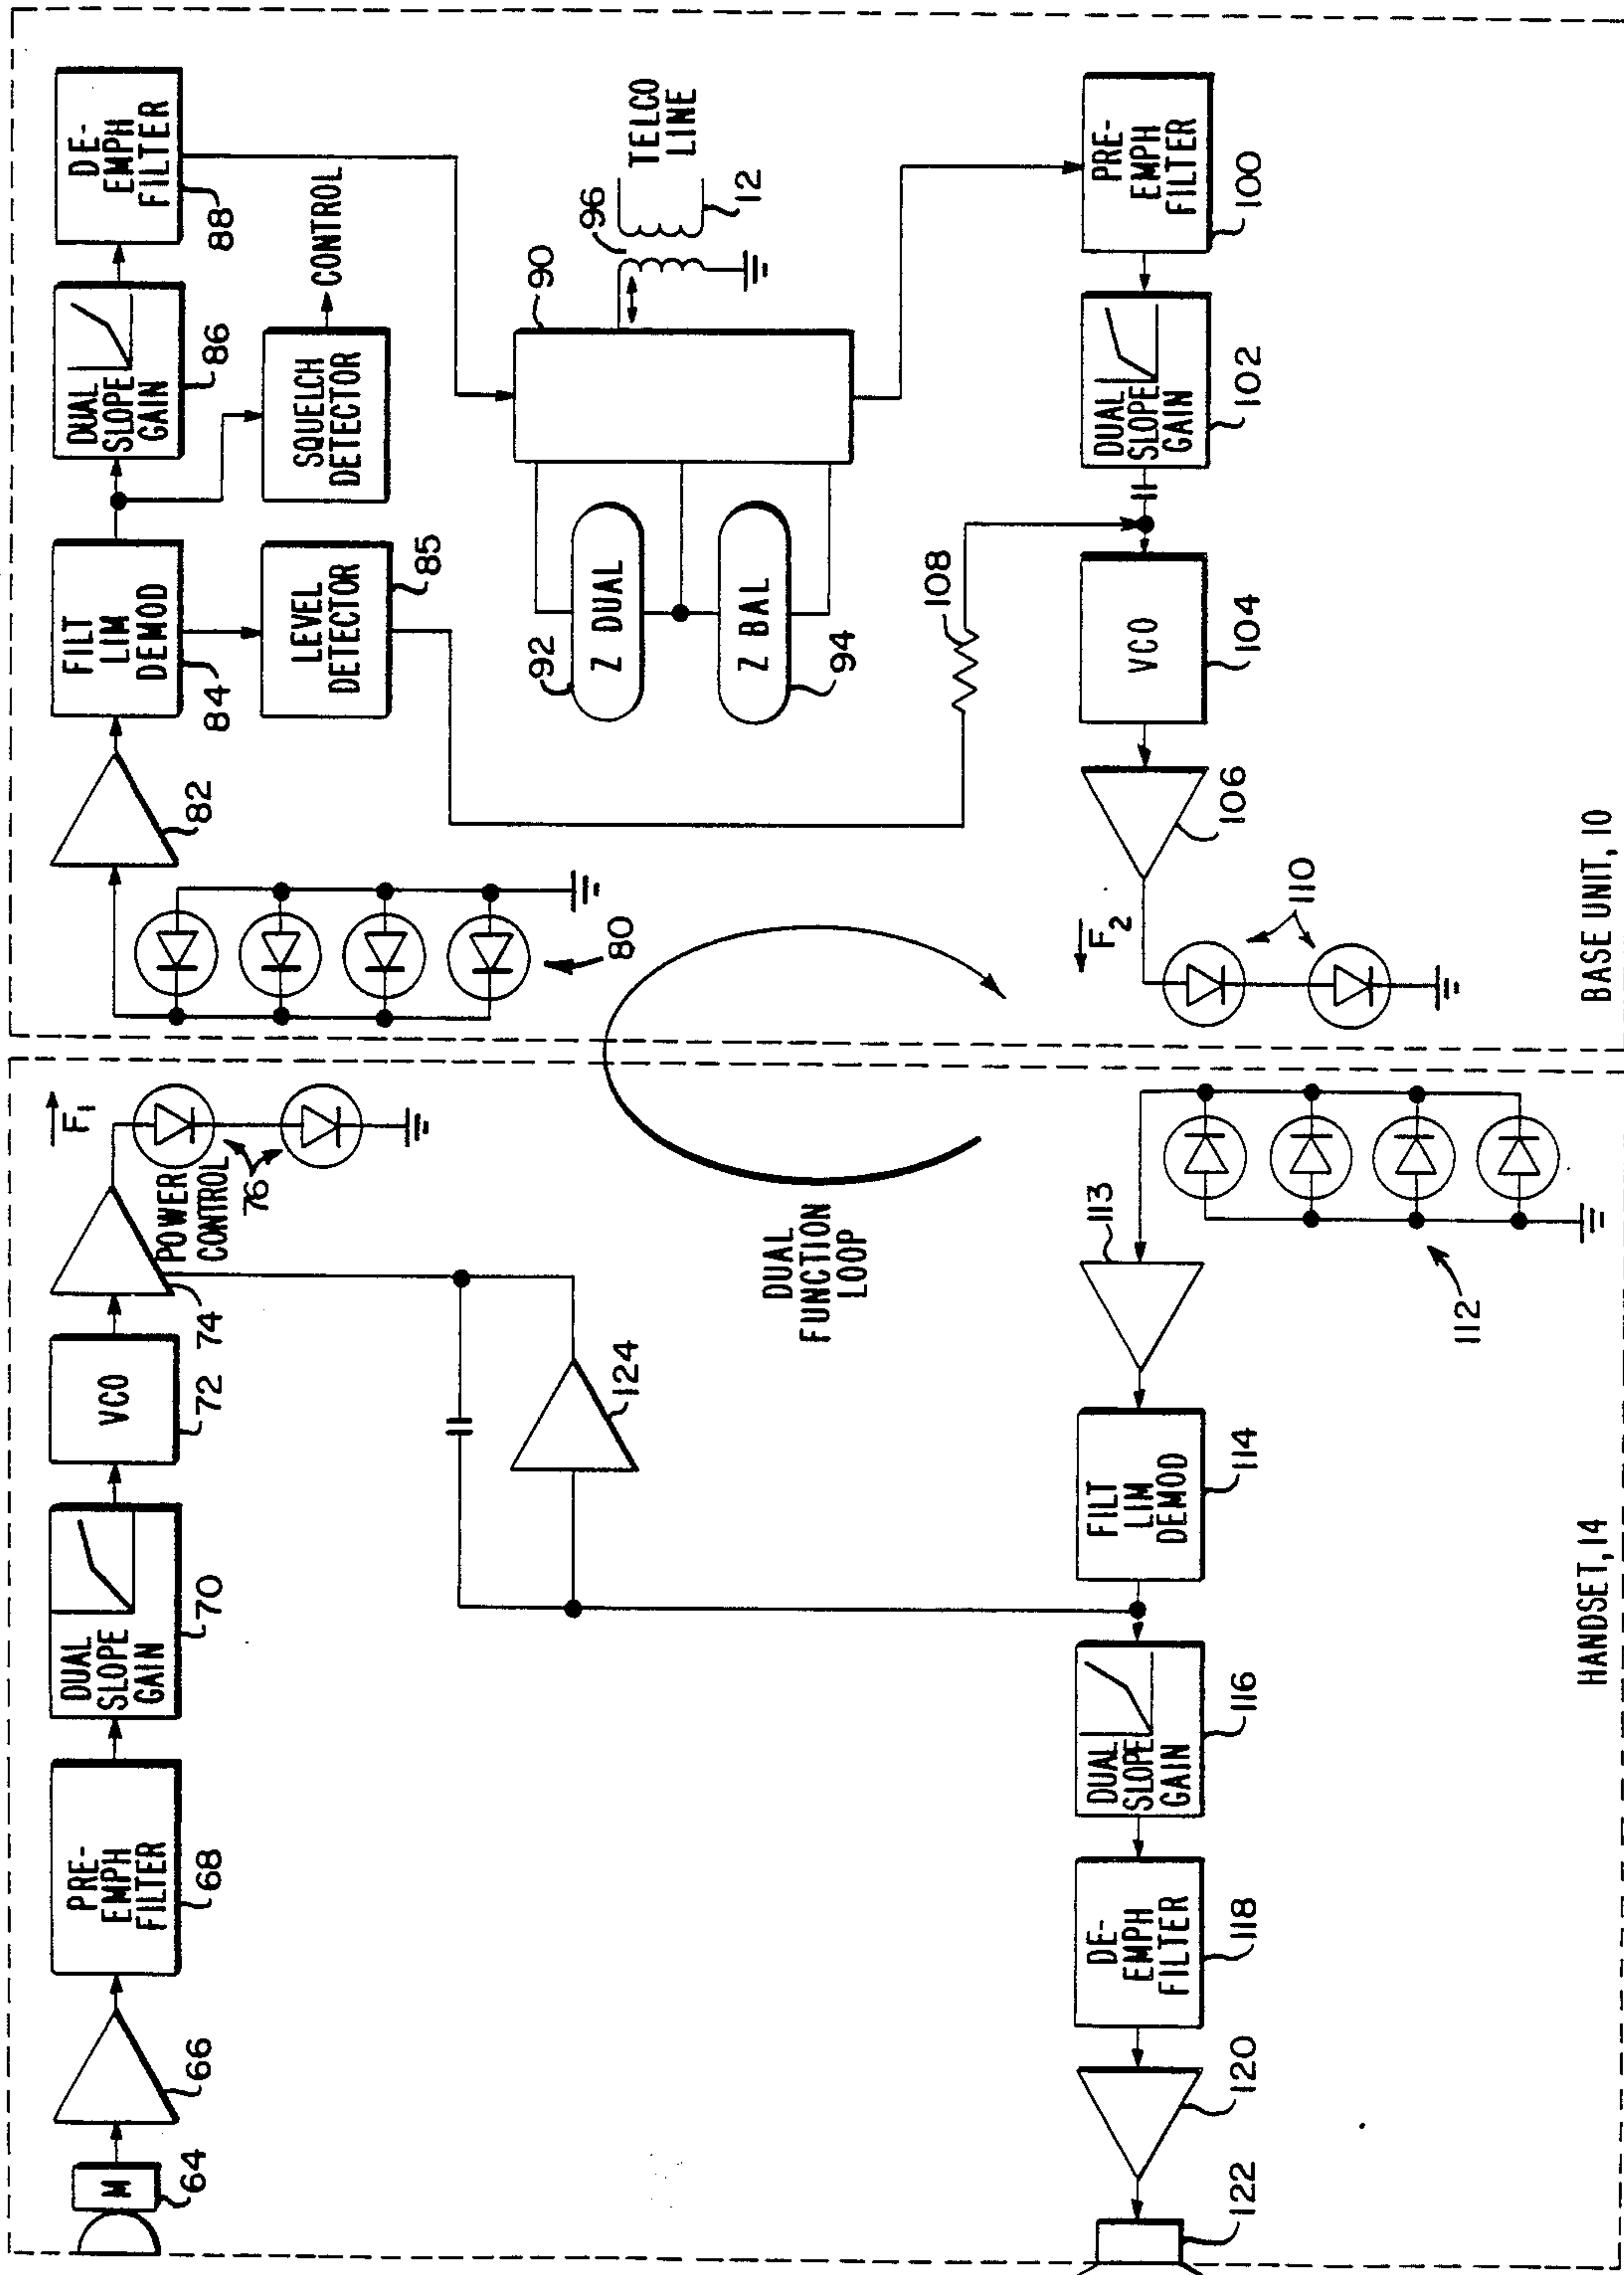 M
64
66
PRE-
EMPH
FILTER
68
DUAL
SLOPE
GAIN
70
VCO
72
74
POWER
CONTROL
F1
76
124
DUAL
FUNCTION
LOOP
122
120
DE-
EMPH
FILTER
118
DUAL
SLOPE
GAIN
116
FILT
LIM
DEMOD
114
113
112
HANDSET, 14
80
82
FILT
LIM
DEMOD
84
LEVEL
DETECTOR
85
DUAL
SLOPE
GAIN
86
SQUELCH
DETECTOR
CONTROL
DE-
EMPH
FILTER
88
90
92
Z DUAL
Z BAL
94
96
TELCO
LINE
12
108
F2
110
106
VCO
104
DUAL
SLOPE
GAIN
102
PRE-
EMPH
FILTER
100
BASE UNIT, 10